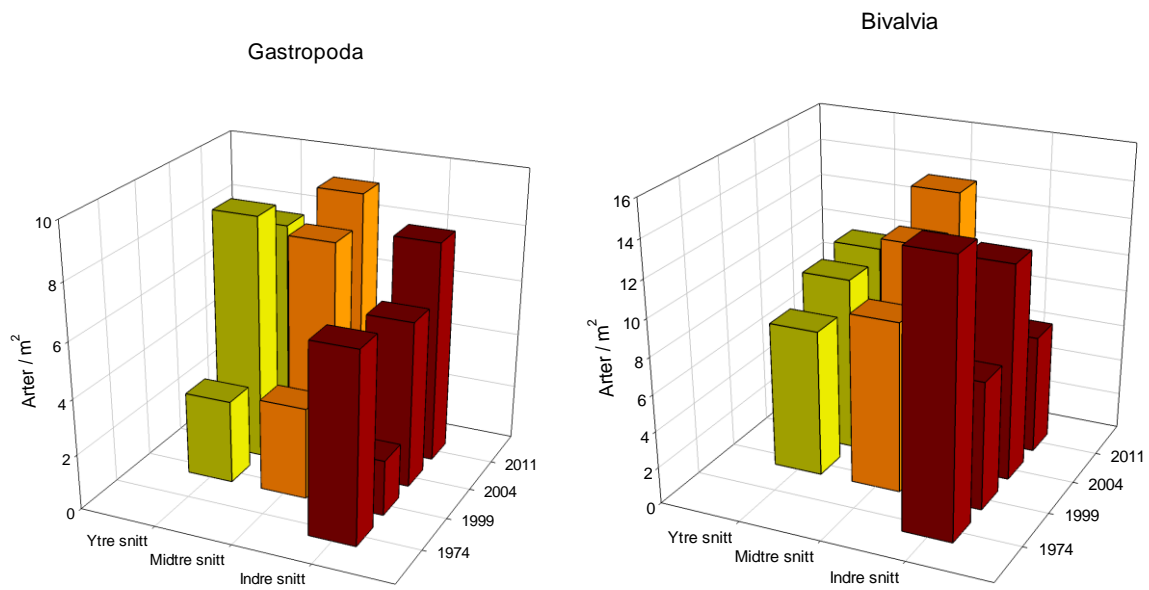 Gastropoda
Arter / m²
10
8
6
4
2
0
Ytre snitt
Midtre snitt
Indre snitt
1974
1999
2004
2011
Bivalvia
Arter / m²
16
14
12
10
8
6
4
2
0
Ytre snitt
Midtre snitt
Indre snitt
1974
1999
2004
2011